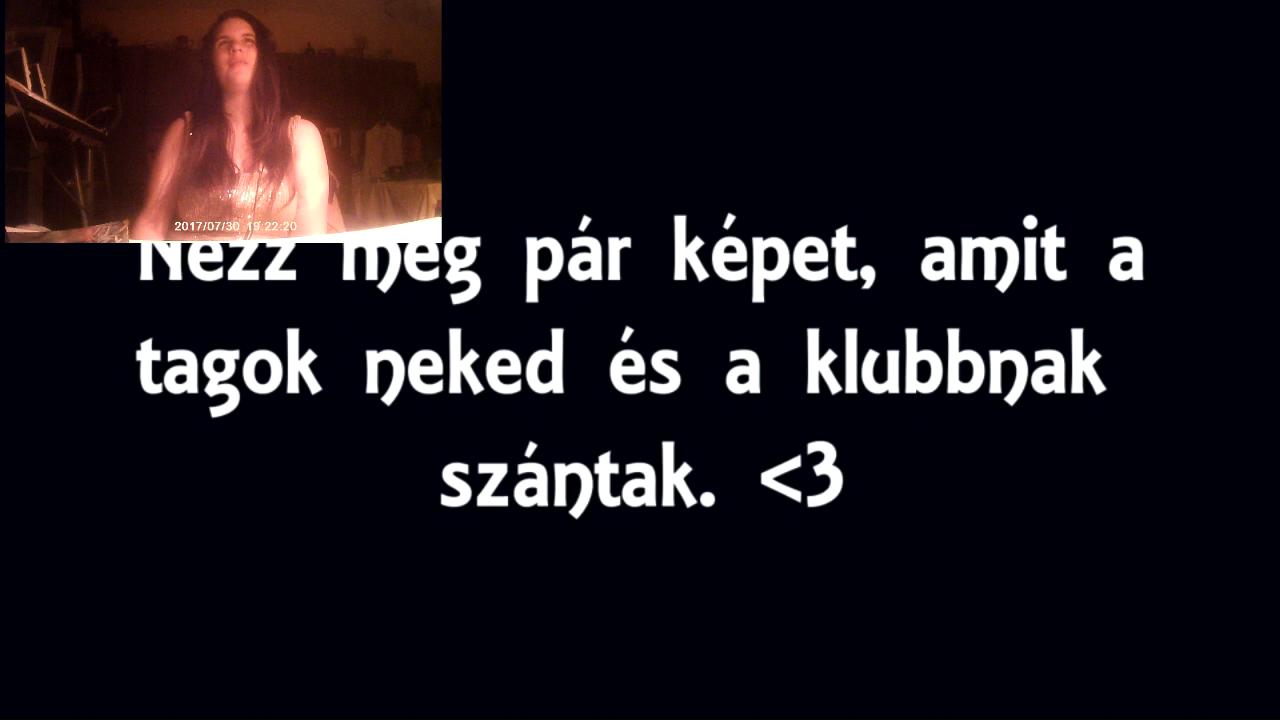 2017/07/30 19:22:20
Nézz meg pár képet, amit a
tagok neked és a klubbnak
szántak. <3